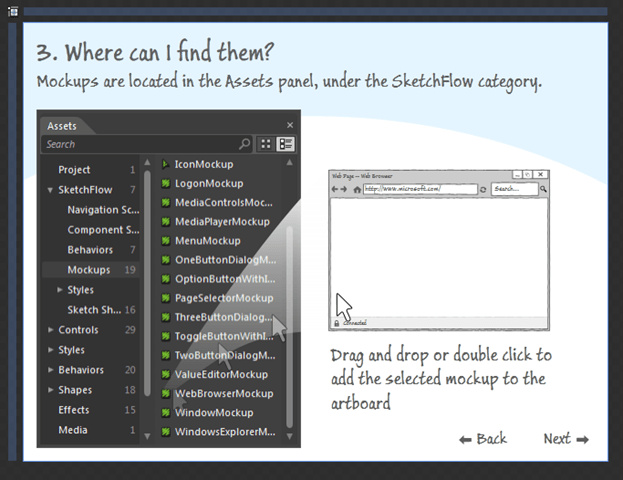 3. Where can I find them?
Mockups are located in the Assets panel, under the SketchFlow category.
Assets
Search
Project 1
SketchFlow 7
Navigation Sc...
Component S...
Behaviors 7
Mockups 19
Styles
Sketch Sh... 16
Controls 29
Styles
Behaviors 20
Shapes 18
Effects 15
Media 1
IconMockup
LogonMockup
MediaControlsMoc...
MediaPlayerMockup
MenuMockup
OneButtonDialogM...
OptionButtonWithI...
PageSelectorMockup
ThreeButtonDialog...
ToggleButtonWithI...
TwoButtonDialogM...
ValueEditorMockup
WebBrowserMockup
WindowMockup
WindowsExplorerM...
Web Page -- Web Browser
http://www.microsoft.com/
Search...
Connected
Drag and drop or double click to
add the selected mockup to the
artboard
Back Next